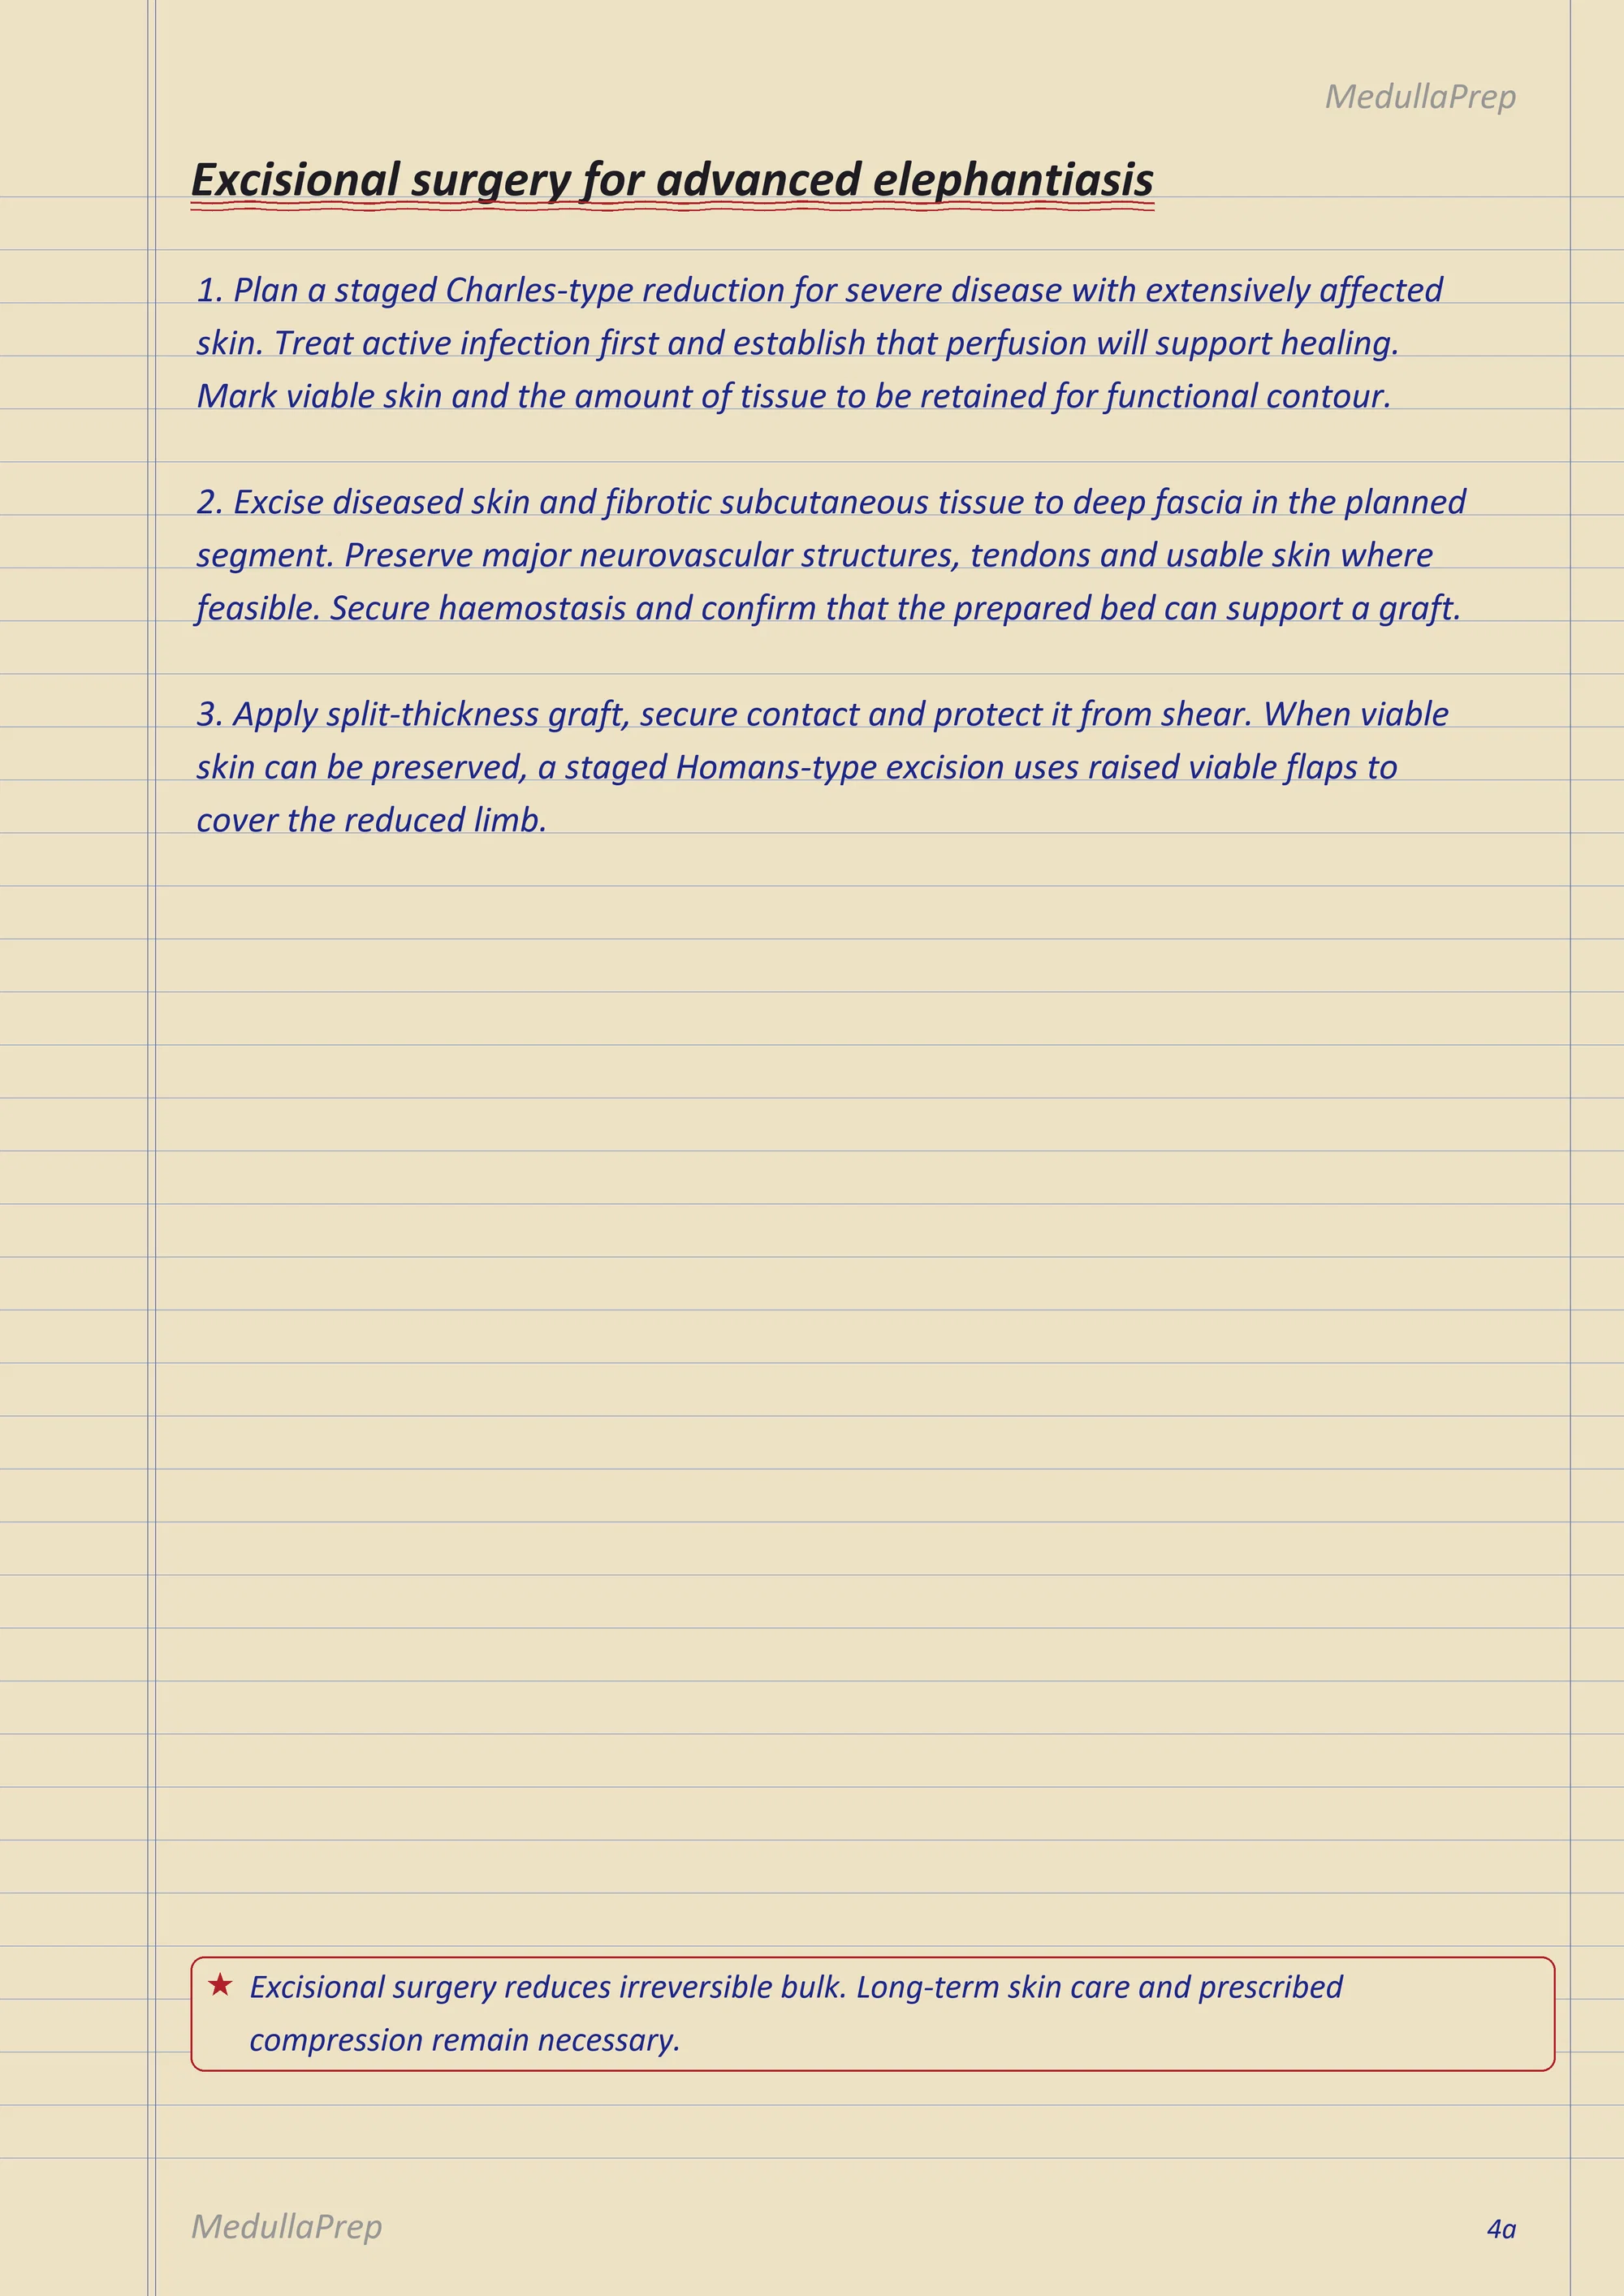 MedullaPrep
Excisional surgery for advanced elephantiasis
1. Plan a staged Charles-type reduction for severe disease with extensively affected
skin. Treat active infection first and establish that perfusion will support healing.
Mark viable skin and the amount of tissue to be retained for functional contour.
2. Excise diseased skin and fibrotic subcutaneous tissue to deep fascia in the planned
segment. Preserve major neurovascular structures, tendons and usable skin where
feasible. Secure haemostasis and confirm that the prepared bed can support a graft.
3. Apply split-thickness graft, secure contact and protect it from shear. When viable
skin can be preserved, a staged Homans-type excision uses raised viable flaps to
cover the reduced limb.
★ Excisional surgery reduces irreversible bulk. Long-term skin care and prescribed
compression remain necessary.
MedullaPrep
4a